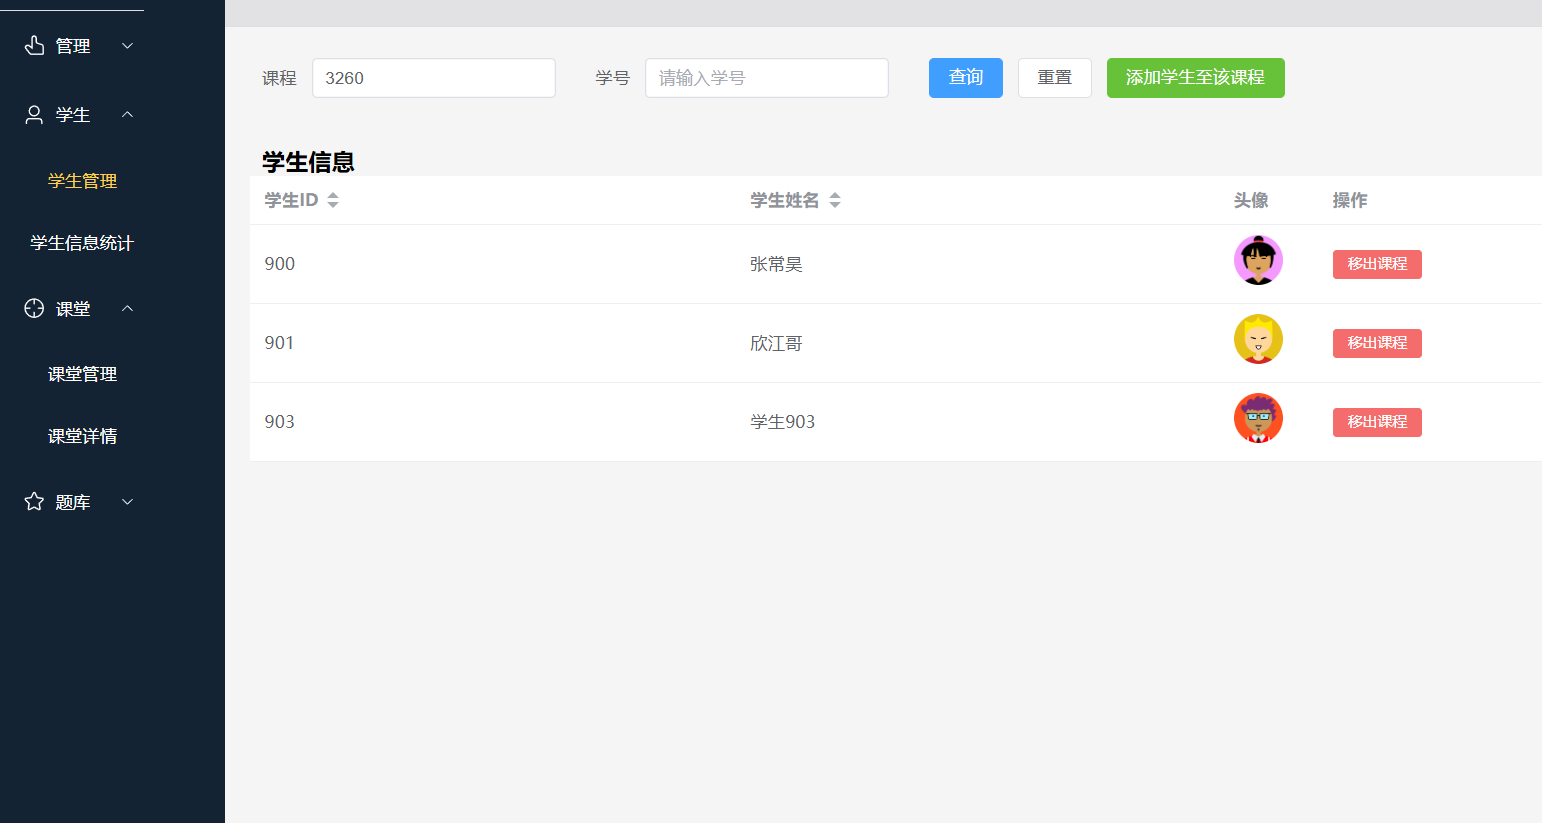 管理
学生
学生管理
学生信息统计
课堂
课堂管理
课堂详情
题库
课程 3260 学号 请输入学号 查询 重置 添加学生至该课程
学生信息
学生ID 学生姓名 头像 操作
900 张常昊 移出课程
901 欣江哥 移出课程
903 学生903 移出课程